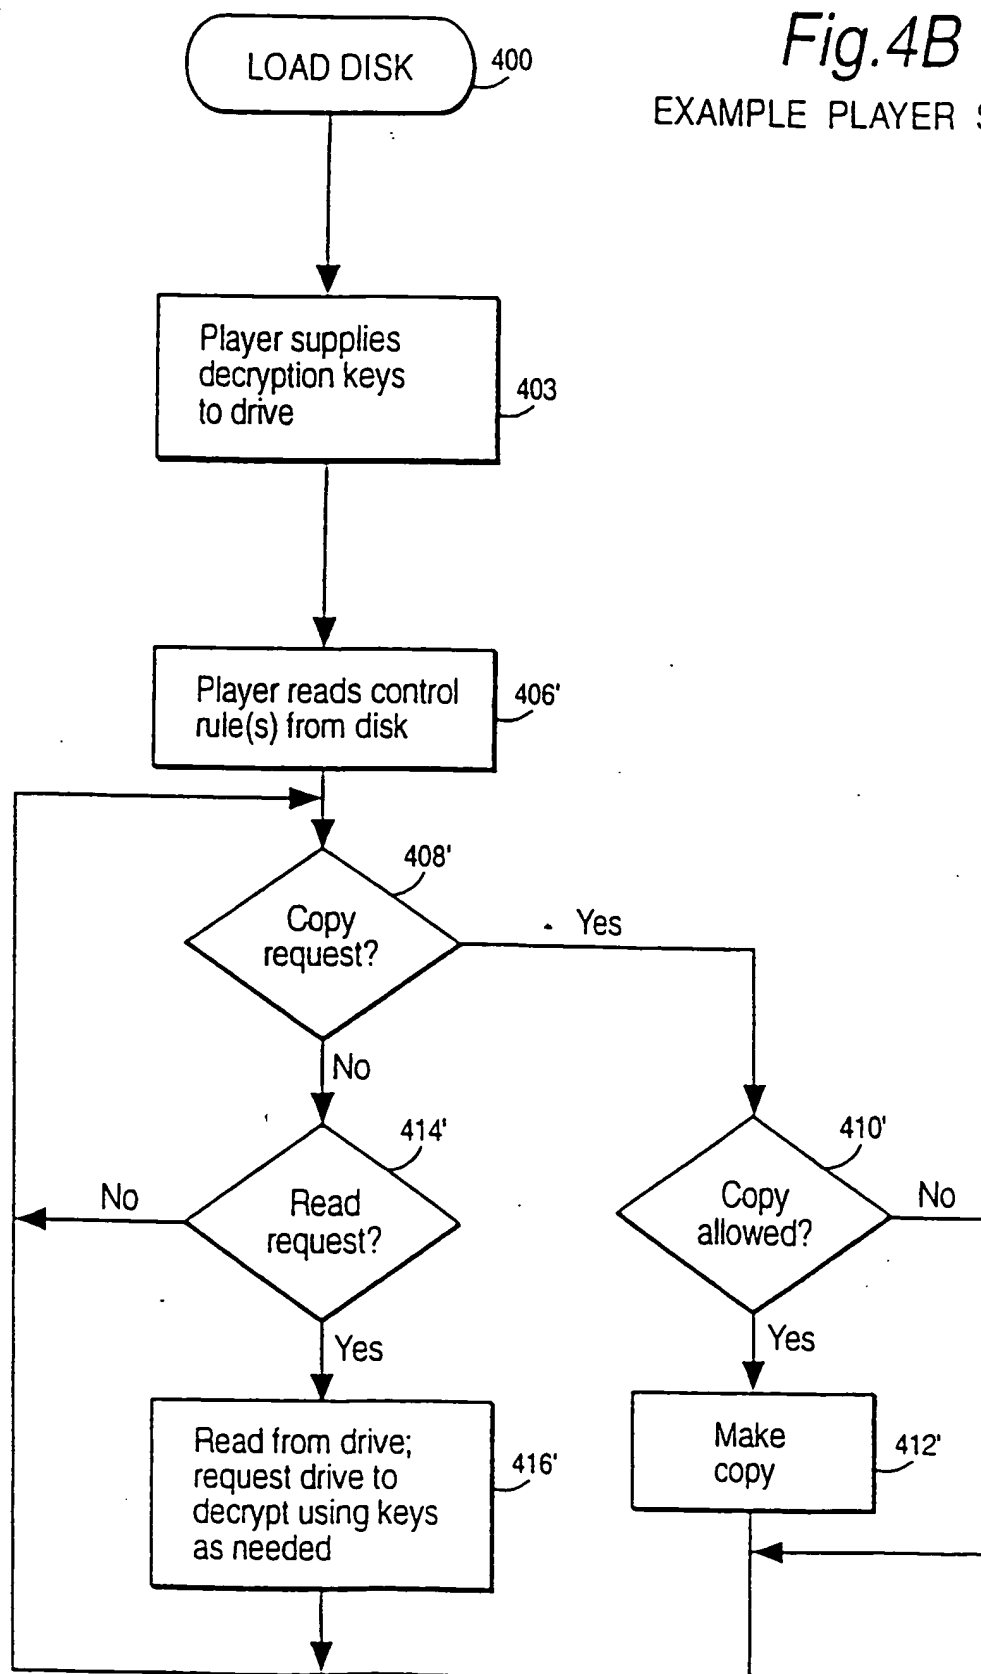 Fig.4B
EXAMPLE PLAYER
LOAD DISK
400
Player supplies
decryption keys
to drive
403
Player reads control
rule(s) from disk
406'
408'
Copy
request?
Yes
No
414'
Read
request?
No
Yes
410'
Copy
allowed?
No
Yes
Read from drive;
request drive to
decrypt using keys
as needed
416'
Make
copy
412'